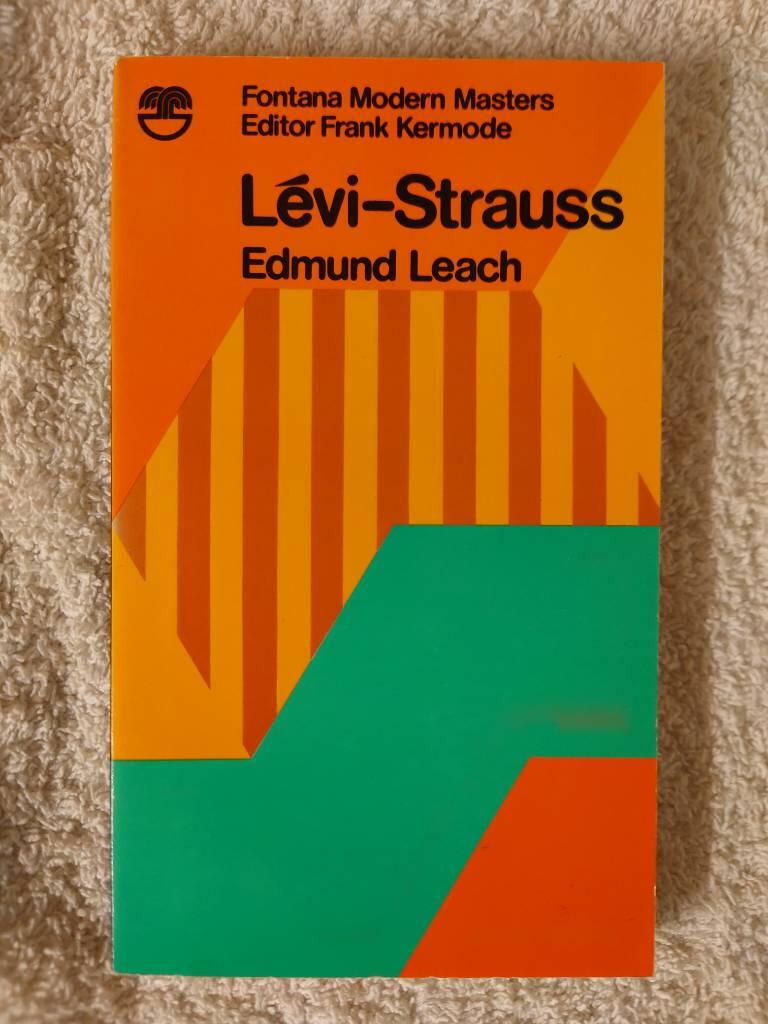 Fontana Modern Masters
Editor Frank Kermode
Lévi-Strauss
Edmund Leach